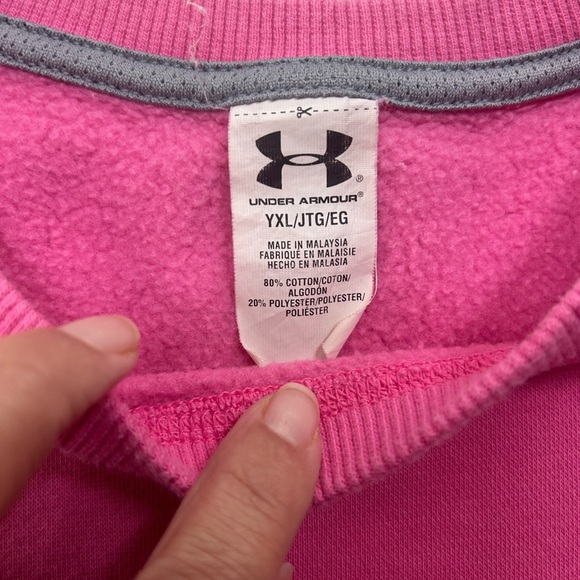 UNDER ARMOUR®
YXL/JTG/EG
MADE IN MALAYSIA
FABRIQUÉ EN MALAISIE
HECHO EN MALASIA
80% COTTON/COTON/
ALGODÓN
20% POLYESTER/POLYESTER/
POLIÉSTER